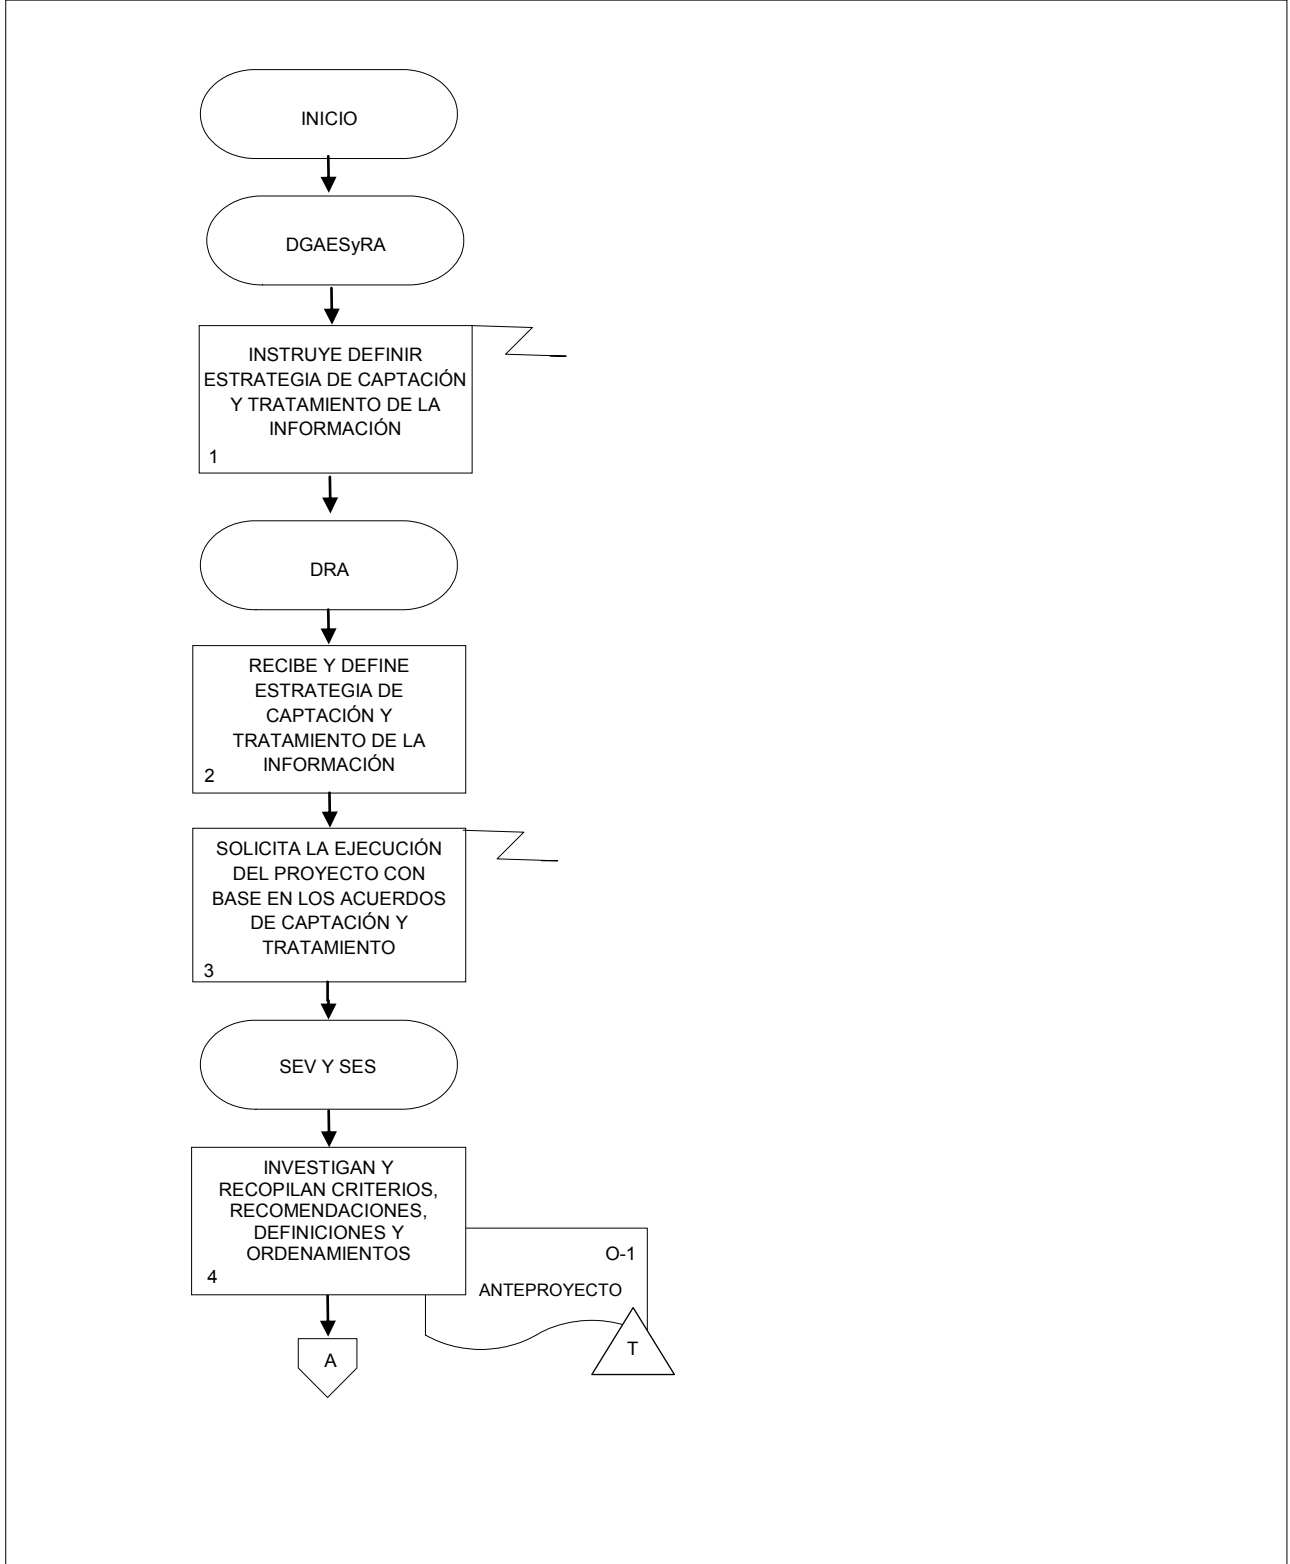 INICIO
DGAESyRA
INSTRUYE DEFINIR
ESTRATEGIA DE CAPTACIÓN
Y TRATAMIENTO DE LA
INFORMACIÓN
1
DRA
RECIBE Y DEFINE
ESTRATEGIA DE
CAPTACIÓN Y
TRATAMIENTO DE LA
INFORMACIÓN
2
SOLICITA LA EJECUCIÓN
DEL PROYECTO CON
BASE EN LOS ACUERDOS
DE CAPTACIÓN Y
TRATAMIENTO
3
SEV Y SES
INVESTIGAN Y
RECOPILAN CRITERIOS,
RECOMENDACIONES,
DEFINICIONES Y
ORDENAMIENTOS
4
O-1
ANTEPROYECTO
T
A